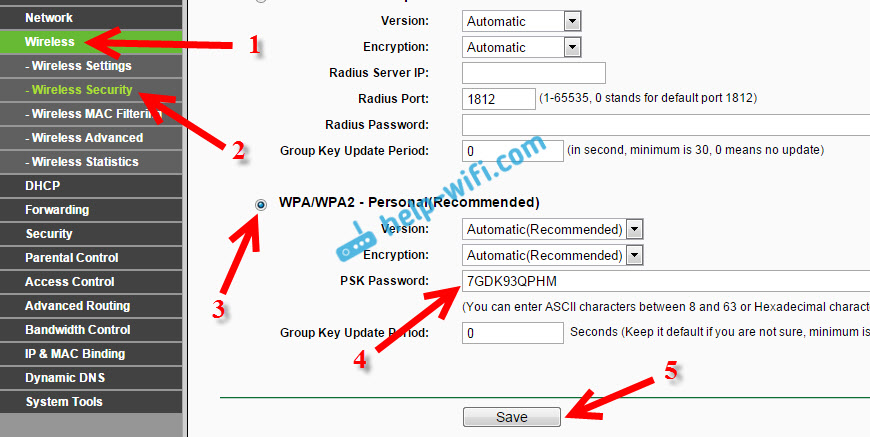 Network
Wireless
- Wireless Settings
- Wireless Security
- Wireless MAC Filtering
- Wireless Advanced
- Wireless Statistics
DHCP
Forwarding
Security
Parental Control
Access Control
Advanced Routing
Bandwidth Control
IP & MAC Binding
Dynamic DNS
System Tools
1
2
Version: Automatic
Encryption: Automatic
Radius Server IP:
Radius Port: 1812 (1-65535, 0 stands for default port 1812)
Radius Password:
Group Key Update Period: 0 (in second, minimum is 30, 0 means no update)
WPA/WPA2 - Personal(Recommended)
Version: Automatic(Recommended)
Encryption: Automatic(Recommended)
PSK Password: 7GDK93QPHM
(You can enter ASCII characters between 8 and 63 or Hexadecimal characte
Group Key Update Period: 0 Seconds (Keep it default if you are not sure, minimum is
3
4
5
Save
help-wifi.com